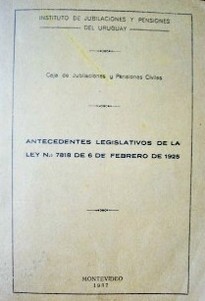 INSTITUTO DE JUBILACIONES Y PENSIONES
DEL URUGUAY
Caja de Jubilaciones y Pensiones Civiles
ANTECEDENTES LEGISLATIVOS DE LA
LEY N.o 7818 DE 6 DE FEBRERO DE 1925
MONTEVIDEO
1937